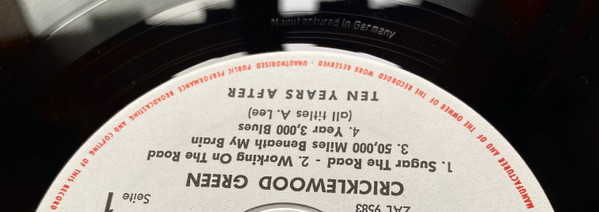 Manufactured in Germany
MANUFACTURER AND OF THE OWNER OF THE RECORDED WORK RESERVED · UNAUTHORISED PUBLIC PERFORMANCE BROADCASTING AND COPYING OF THIS RECORD
ZAL 9583
Seite 1
CRICKLEWOOD GREEN
1. Sugar The Road - 2. Working On The Road
3. 50,000 Miles Beneath My Brain
4. Year 3,000 Blues
(all titles A. Lee)
TEN YEARS AFTER